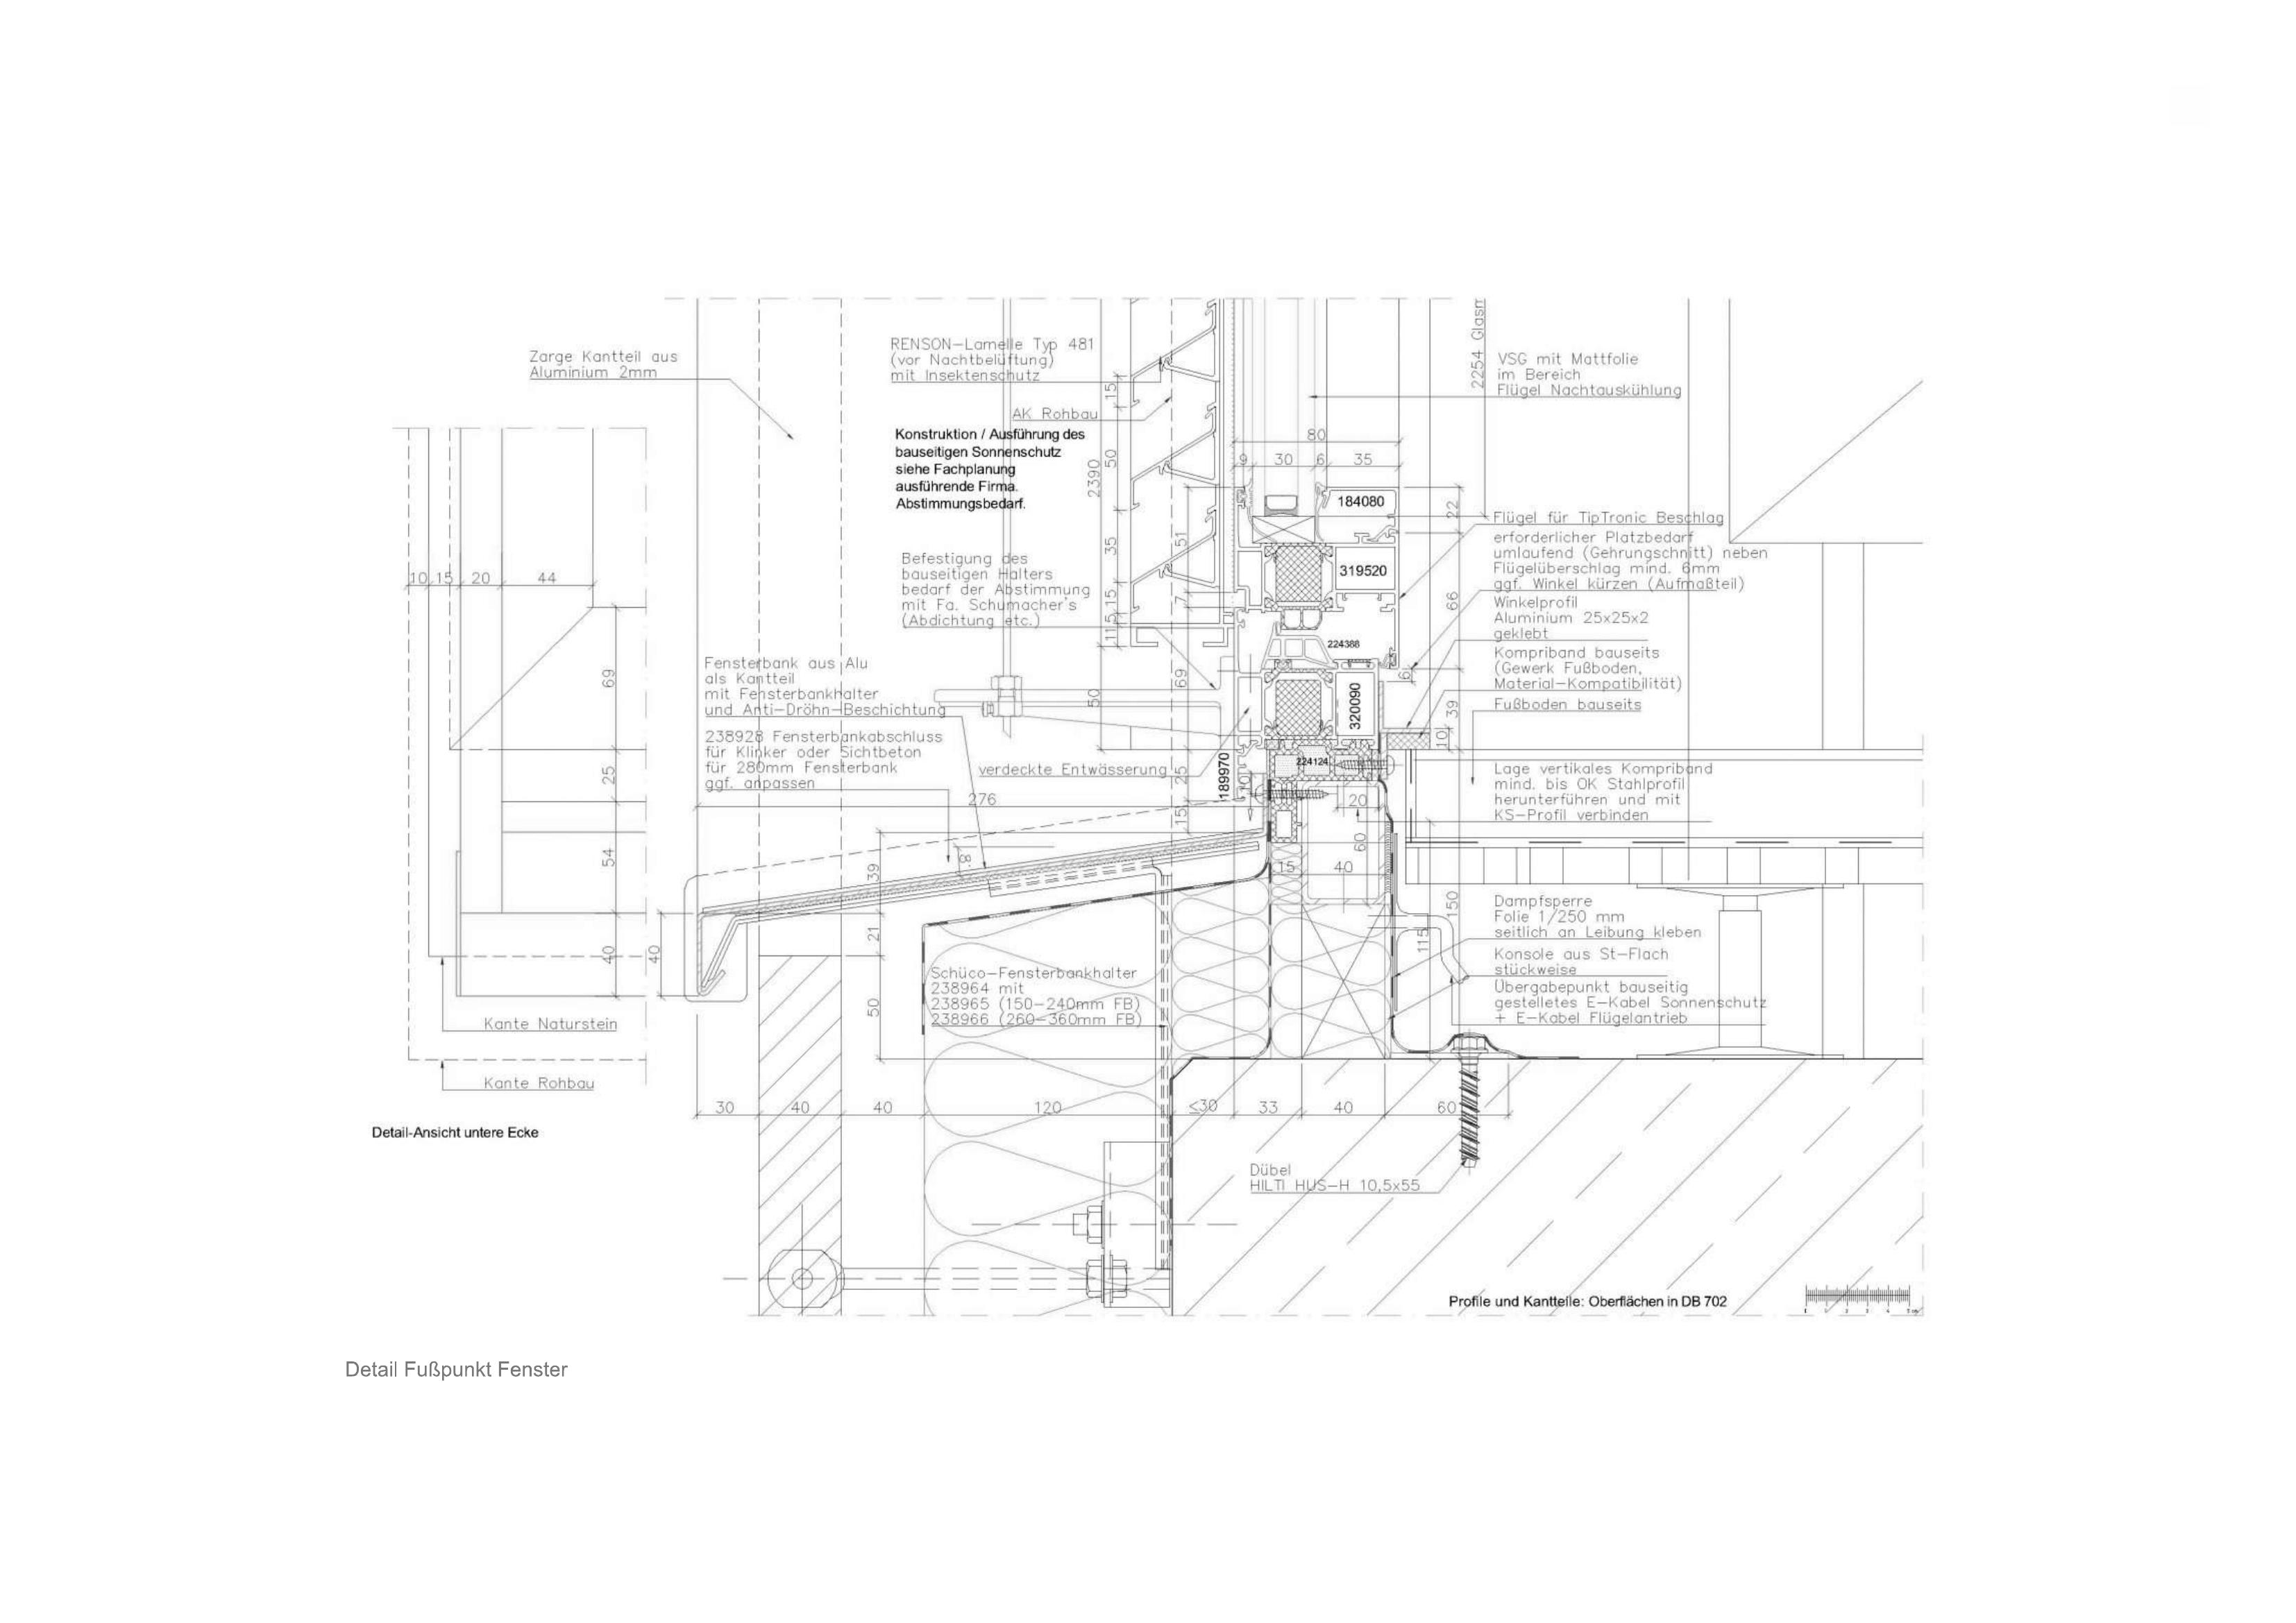 Zarge Kantteil aus
Aluminium 2mm
RENSON-Lamelle Typ 481
(vor Nachtbelüftung)
mit Insektenschutz
AK Rohbau
Konstruktion / Ausführung des
bauseitigen Sonnenschutz
siehe Fachplanung
ausführende Firma.
Abstimmungsbedarf.
Befestigung des
bauseitigen Halters
bedarf der Abstimmung
mit Fa. Schumacher's
(Abdichtung etc.)
Fensterbank aus Alu
als Kantteil
mit Fensterbankhalter
und Anti-Dröhn-Beschichtung
238928 Fensterbankabschluss
für Klinker oder Sichtbeton
für 280mm Fensterbank
ggf. anpassen
verdeckte Entwässerung
276
2254 Glasm
VSG mit Mattfolie
im Bereich
Flügel Nachtauskühlung
80
9 30 6 35
184080
319520
224388
320090
224124
189970
Flügel für TipTronic Beschlag
erforderlicher Platzbedarf
umlaufend (Gehrungschnitt) neben
Flügelüberschlag mind. 6mm
ggf. Winkel kürzen (Aufmaßteil)
Winkelprofil
Aluminium 25x25x2
geklebt
Kompriband bauseits
(Gewerk Fußboden,
Material-Kompatibilität)
Fußboden bauseits
Lage vertikales Kompriband
mind. bis OK Stahlprofil
herunterführen und mit
KS-Profil verbinden
Dampfsperre
Folie 1/250 mm
seitlich an Leibung kleben
Konsole aus St-Flach
stückweise
Übergabepunkt bauseitig
gestelletes E-Kabel Sonnenschutz
+ E-Kabel Flügelantrieb
15
50
2390
35
15
11,5
50
51
7
69
25
15
22
66
6
39
10
20
60
15 40
150
115
8°
39
21
50
10 15 20 44
69
25
54
40
40
Schüco-Fensterbankhalter
238964 mit
238965 (150-240mm FB)
238966 (260-360mm FB)
Kante Naturstein
Kante Rohbau
30 40 40 120 ≤30 33 40 60
Detail-Ansicht untere Ecke
Dübel
HILTI HUS-H 10,5x55
Profile und Kantteile: Oberflächen in DB 702
Detail Fußpunkt Fenster